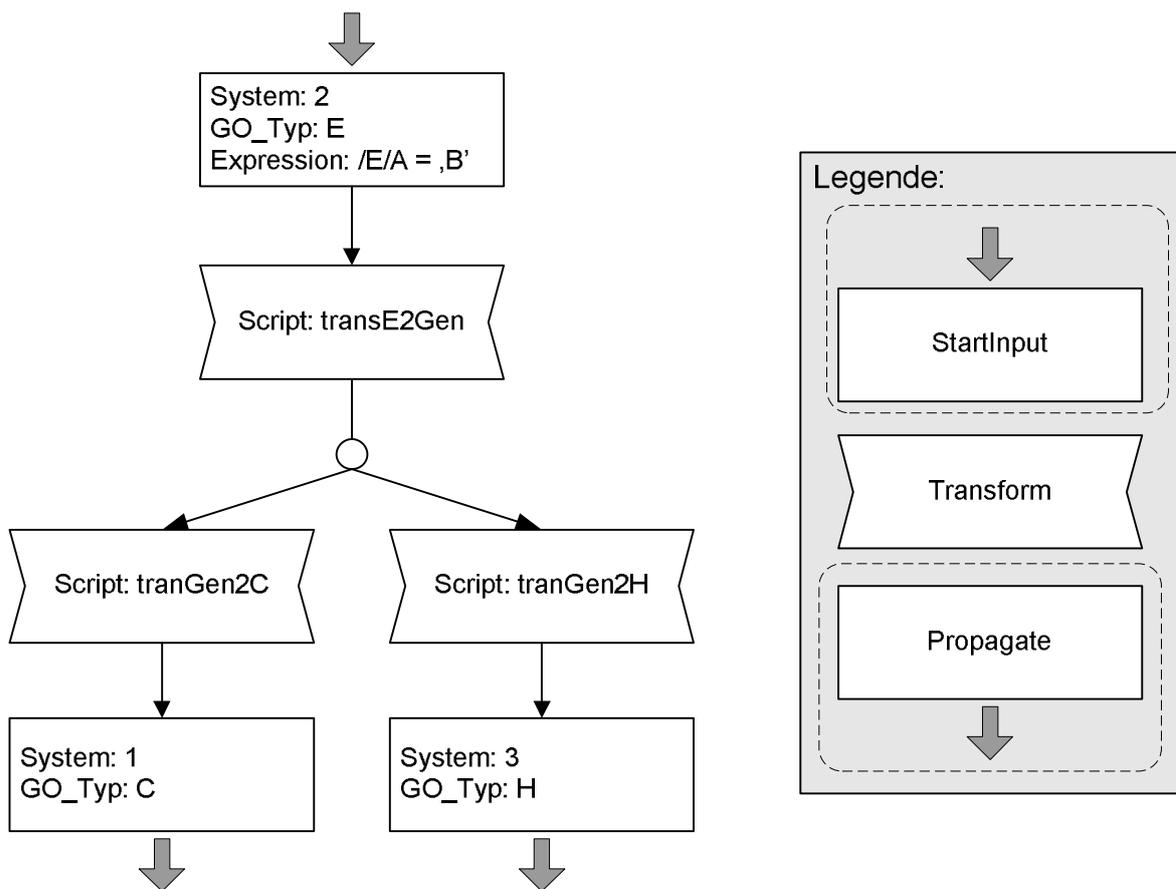 System: 2
GO_Typ: E
Expression: /E/A = ‚B’
Script: transE2Gen
Script: tranGen2C
Script: tranGen2H
System: 1
GO_Typ: C
System: 3
GO_Typ: H
Legende:
StartInput
Transform
Propagate